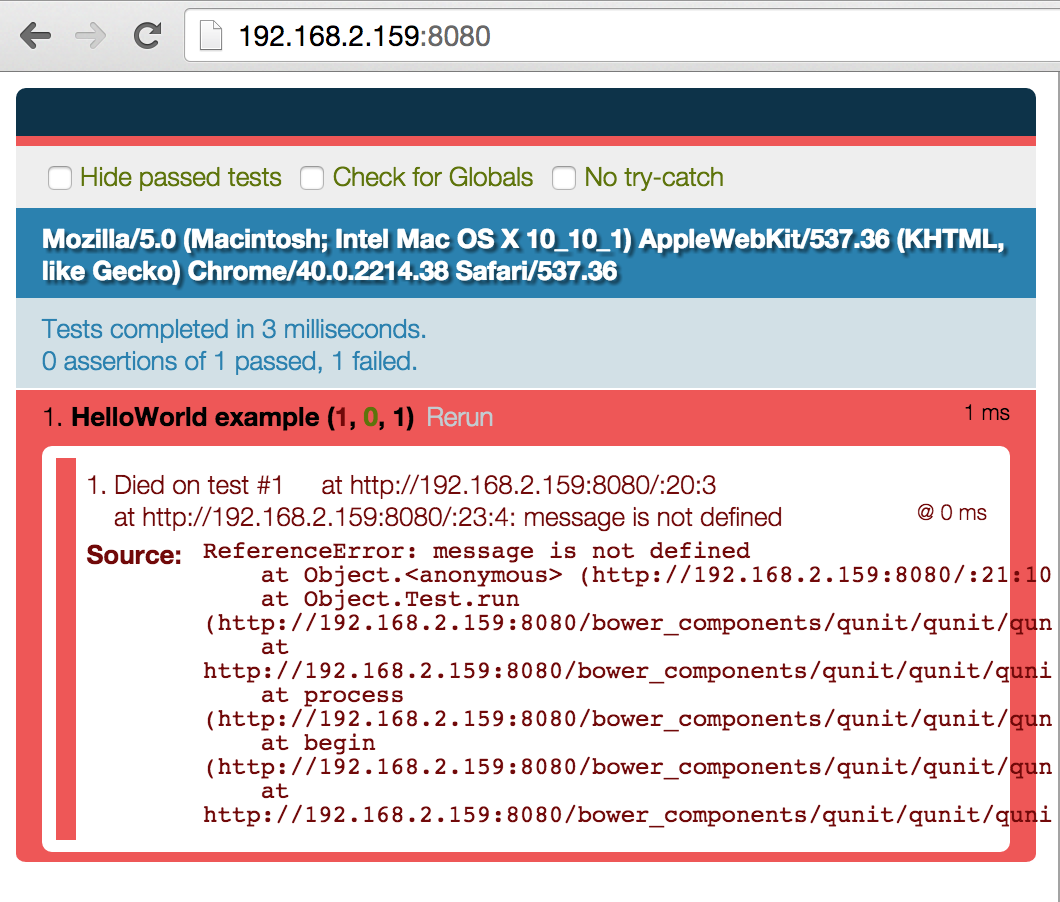 192.168.2.159:8080
Hide passed tests Check for Globals No try-catch
Mozilla/5.0 (Macintosh; Intel Mac OS X 10_10_1) AppleWebKit/537.36 (KHTML,
like Gecko) Chrome/40.0.2214.38 Safari/537.36
Tests completed in 3 milliseconds.
0 assertions of 1 passed, 1 failed.
1. HelloWorld example (1, 0, 1) Rerun 1 ms
1. Died on test #1 at http://192.168.2.159:8080/:20:3
at http://192.168.2.159:8080/:23:4: message is not defined @ 0 ms
Source: ReferenceError: message is not defined
at Object.<anonymous> (http://192.168.2.159:8080/:21:10
at Object.Test.run
(http://192.168.2.159:8080/bower_components/qunit/qunit/qun
at
http://192.168.2.159:8080/bower_components/qunit/qunit/quni
at process
(http://192.168.2.159:8080/bower_components/qunit/qunit/qun
at begin
(http://192.168.2.159:8080/bower_components/qunit/qunit/qun
at
http://192.168.2.159:8080/bower_components/qunit/qunit/quni